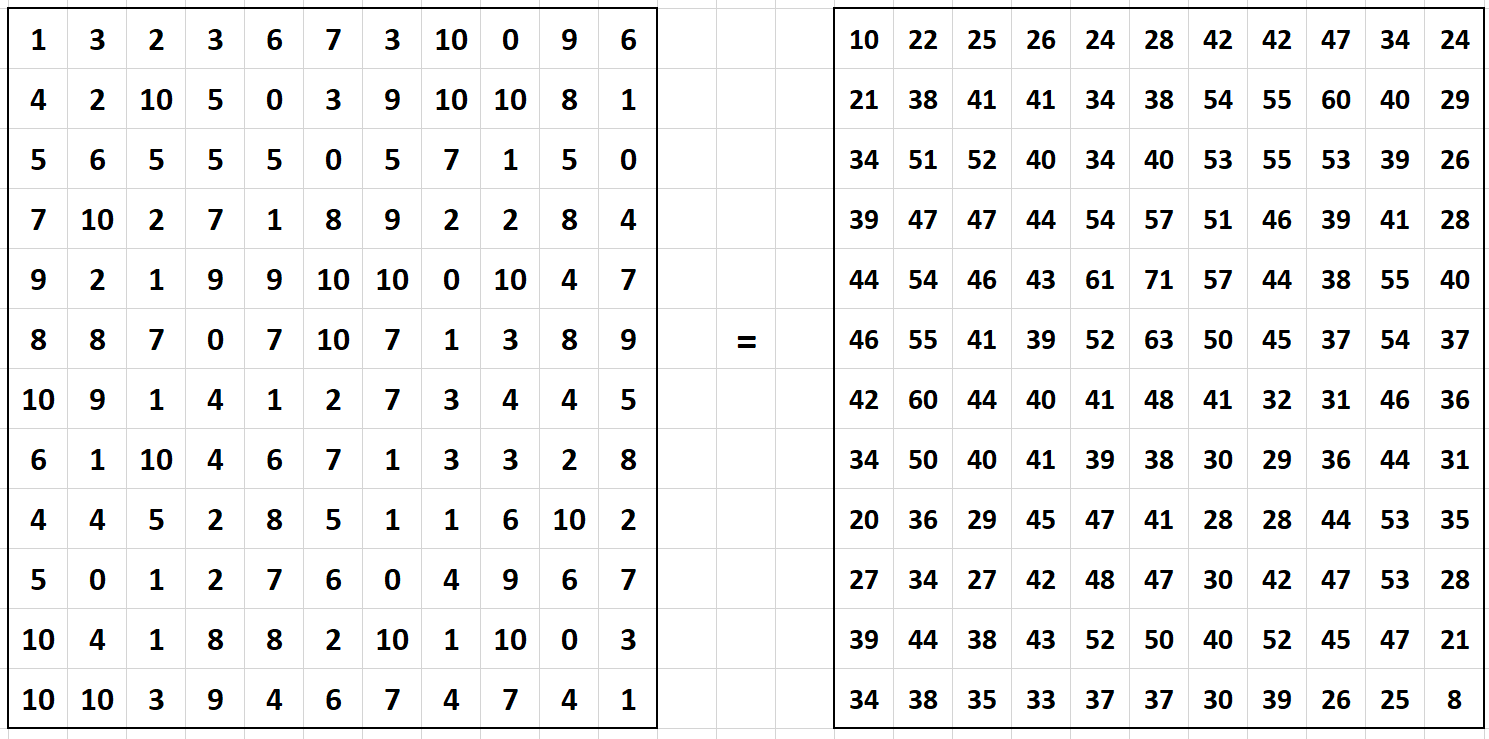 1 3 2 3 6 7 3 10 0 9 6 10 22 25 26 24 28 42 42 47 34 24
4 2 10 5 0 3 9 10 10 8 1 21 38 41 41 34 38 54 55 60 40 29
5 6 5 5 5 0 5 7 1 5 0 34 51 52 40 34 40 53 55 53 39 26
7 10 2 7 1 8 9 2 2 8 4 39 47 47 44 54 57 51 46 39 41 28
9 2 1 9 9 10 10 0 10 4 7 44 54 46 43 61 71 57 44 38 55 40
8 8 7 0 7 10 7 1 3 8 9 = 46 55 41 39 52 63 50 45 37 54 37
10 9 1 4 1 2 7 3 4 4 5 42 60 44 40 41 48 41 32 31 46 36
6 1 10 4 6 7 1 3 3 2 8 34 50 40 41 39 38 30 29 36 44 31
4 4 5 2 8 5 1 1 6 10 2 20 36 29 45 47 41 28 28 44 53 35
5 0 1 2 7 6 0 4 9 6 7 27 34 27 42 48 47 30 42 47 53 28
10 4 1 8 8 2 10 1 10 0 3 39 44 38 43 52 50 40 52 45 47 21
10 10 3 9 4 6 7 4 7 4 1 34 38 35 33 37 37 30 39 26 25 8